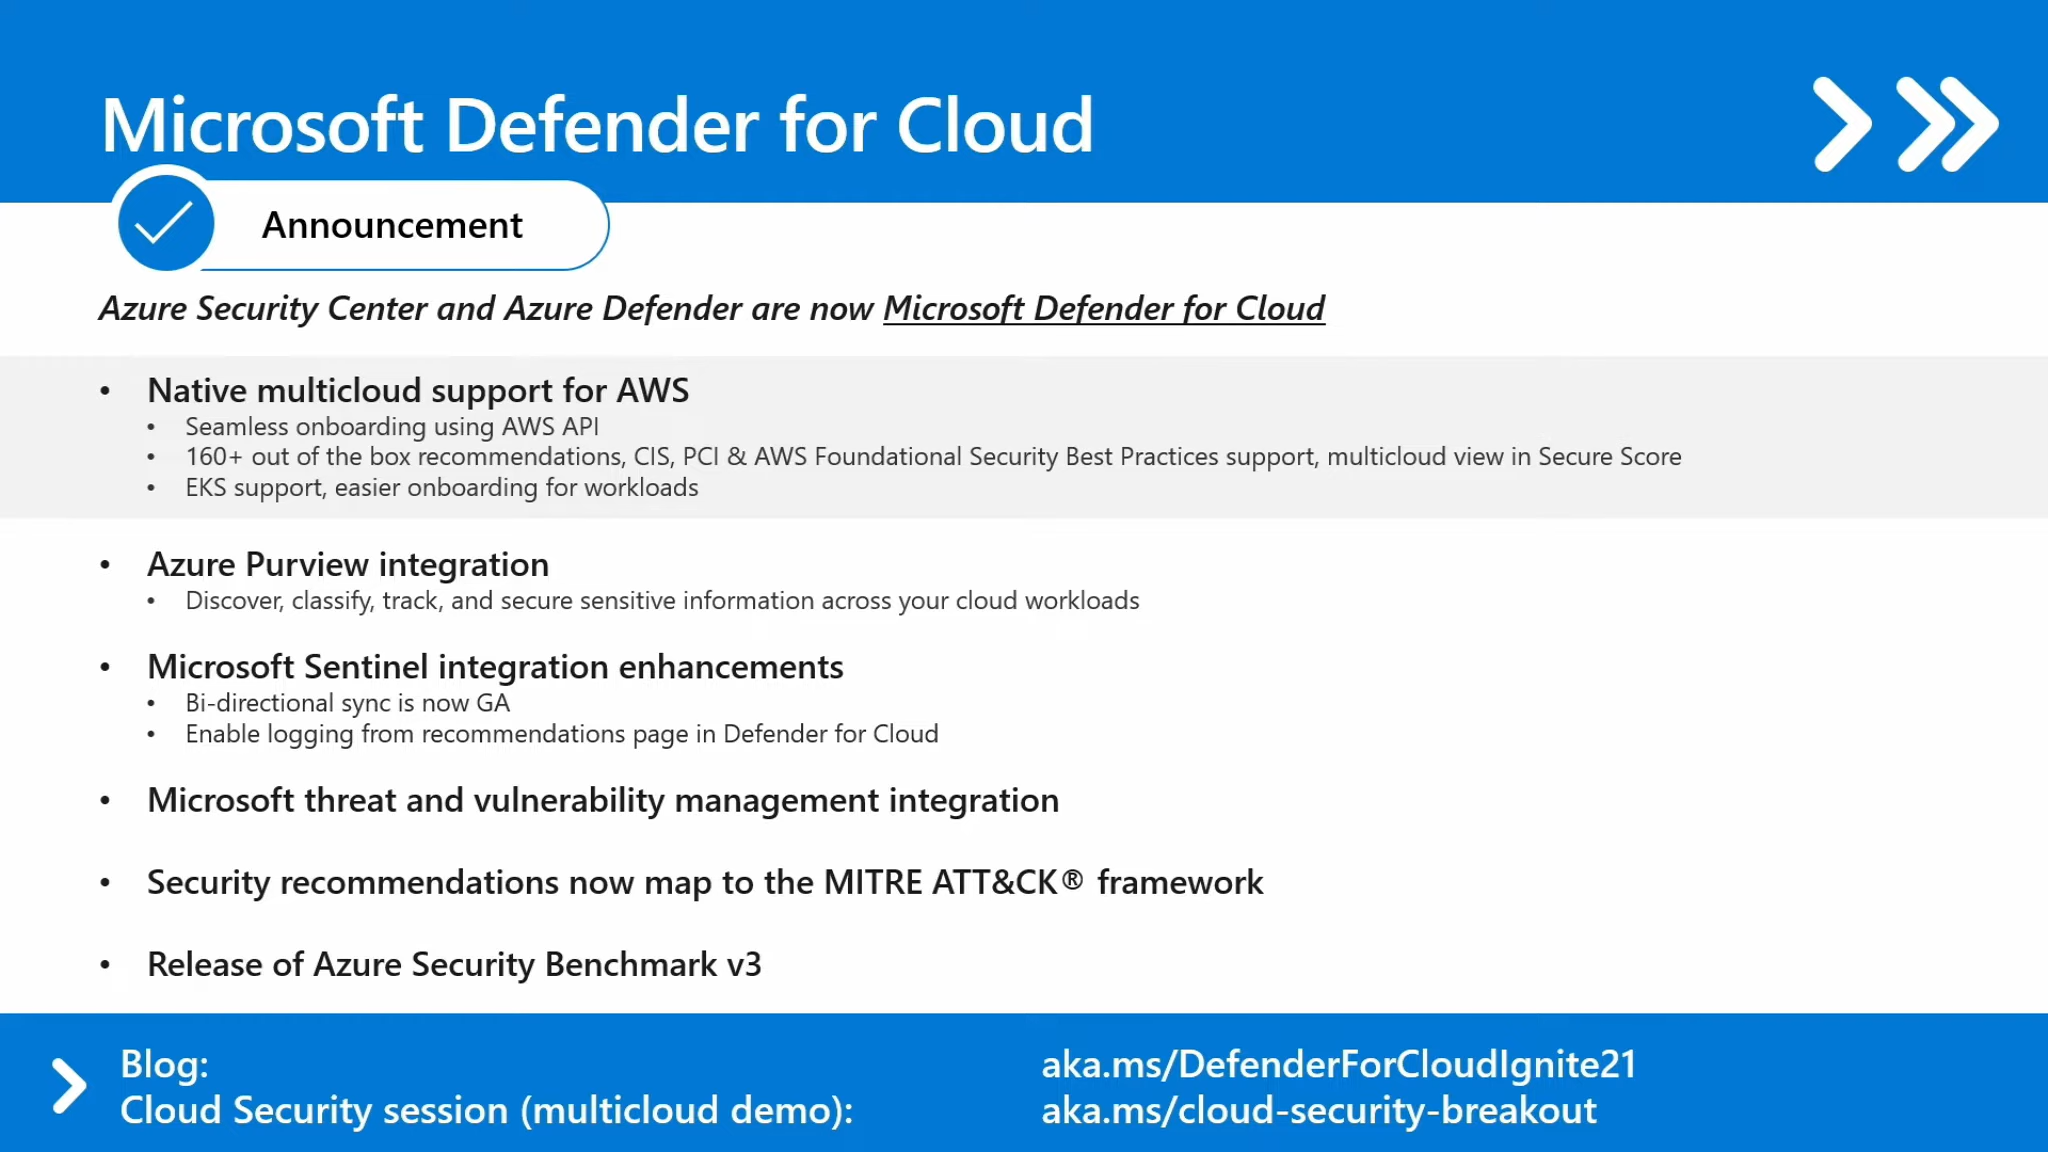 Microsoft Defender for Cloud
Announcement
Azure Security Center and Azure Defender are now Microsoft Defender for Cloud
• Native multicloud support for AWS
• Seamless onboarding using AWS API
• 160+ out of the box recommendations, CIS, PCI & AWS Foundational Security Best Practices support, multicloud view in Secure Score
• EKS support, easier onboarding for workloads
• Azure Purview integration
• Discover, classify, track, and secure sensitive information across your cloud workloads
• Microsoft Sentinel integration enhancements
• Bi-directional sync is now GA
• Enable logging from recommendations page in Defender for Cloud
• Microsoft threat and vulnerability management integration
• Security recommendations now map to the MITRE ATT&CK® framework
• Release of Azure Security Benchmark v3
Blog: aka.ms/DefenderForCloudIgnite21
Cloud Security session (multicloud demo): aka.ms/cloud-security-breakout